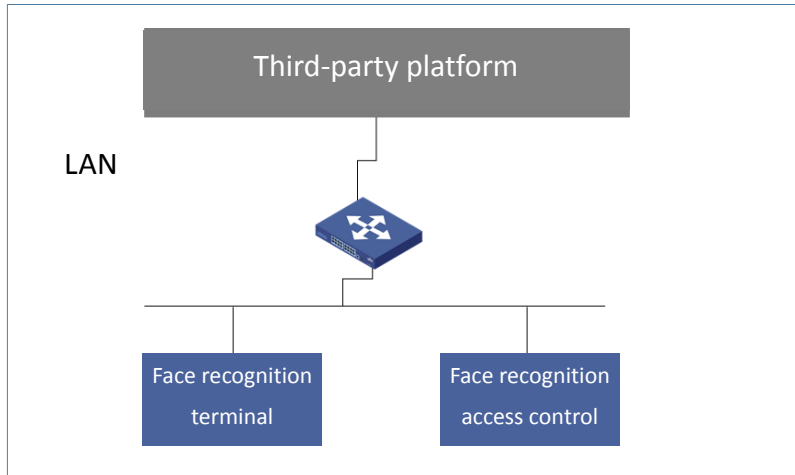 Third-party platform
LAN
Face recognition
terminal
Face recognition
access control